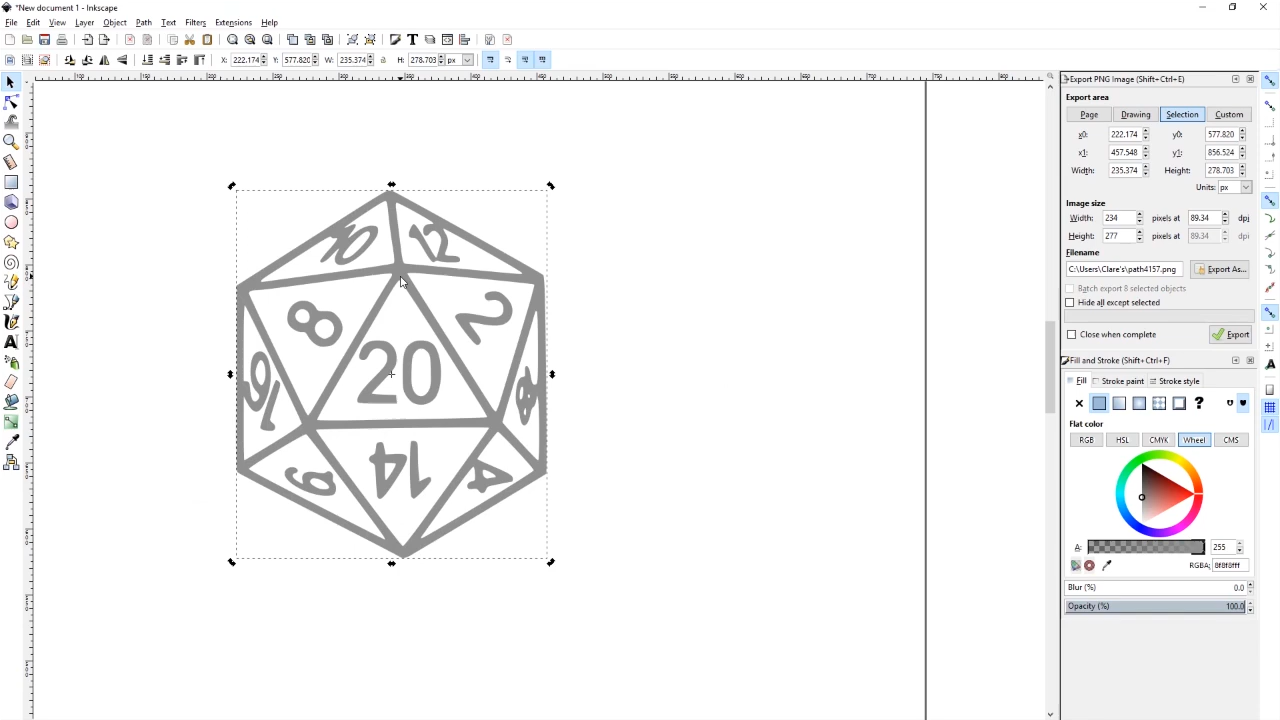 *New document 1 - Inkscape
File Edit View Layer Object Path Text Filters Extensions Help
X: 222.174 Y: 577.820 W: 235.374 H: 278.703 px
Export PNG Image (Shift+Ctrl+E)
Export area
Page Drawing Selection Custom
x0: 222.174 y0: 577.820
x1: 457.548 y1: 856.524
Width: 235.374 Height: 278.703
Units: px
Image size
Width: 234 pixels at 89.34 dpi
Height: 277 pixels at 89.34 dpi
Filename
C:\Users\Clare's\path4157.png Export As...
Batch export 8 selected objects
Hide all except selected
Close when complete Export
Fill and Stroke (Shift+Ctrl+F)
Fill Stroke paint Stroke style
?
Flat color
RGB HSL CMYK Wheel CMS
A: 255
RGBA: 8f8f8fff
Blur (%) 0.0
Opacity (%) 100.0
10 12
8 2
20
16
14
6 4